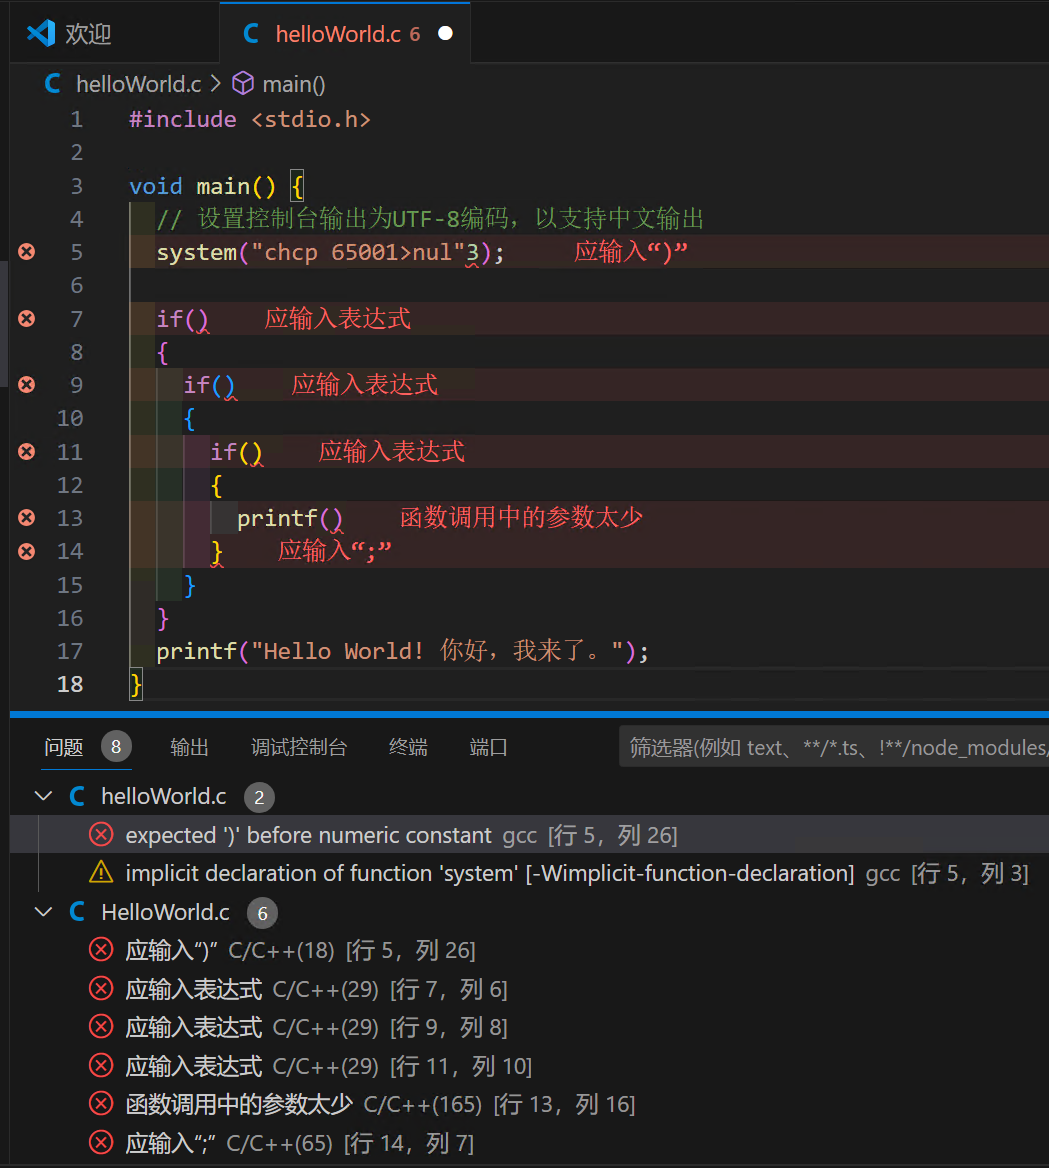 欢迎 helloWorld.c 6
helloWorld.c > main()
1 #include <stdio.h>
2
3 void main() {
4 // 设置控制台输出为UTF-8编码，以支持中文输出
5 system("chcp 65001>nul"3); 应输入“)”
6
7 if() 应输入表达式
8 {
9 if() 应输入表达式
10 {
11 if() 应输入表达式
12 {
13 printf() 函数调用中的参数太少
14 } 应输入“;”
15 }
16 }
17 printf("Hello World! 你好，我来了。");
18 }
问题 8 输出 调试控制台 终端 端口 筛选器(例如 text、**/*.ts、!**/node_modules/
helloWorld.c 2
expected ')' before numeric constant gcc [行 5，列 26]
implicit declaration of function 'system' [-Wimplicit-function-declaration] gcc [行 5，列 3]
HelloWorld.c 6
应输入“)” C/C++(18) [行 5，列 26]
应输入表达式 C/C++(29) [行 7，列 6]
应输入表达式 C/C++(29) [行 9，列 8]
应输入表达式 C/C++(29) [行 11，列 10]
函数调用中的参数太少 C/C++(165) [行 13，列 16]
应输入“;” C/C++(65) [行 14，列 7]